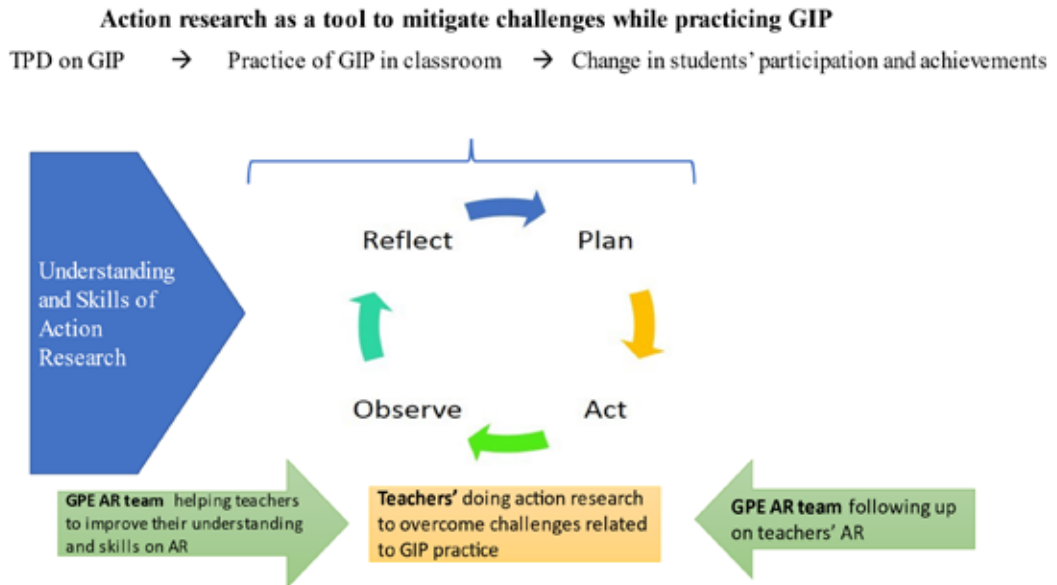 Action research as a tool to mitigate challenges while practicing GIP
TPD on GIP → Practice of GIP in classroom → Change in students’ participation and achievements
Understanding
and Skills of
Action
Research
Reflect
Plan
Observe
Act
GPE AR team helping teachers
to improve their understanding
and skills on AR
Teachers’ doing action research
to overcome challenges related
to GIP practice
GPE AR team following up
on teachers’ AR